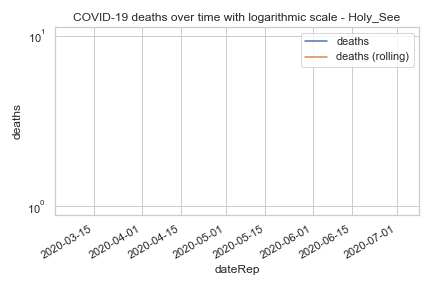 COVID-19 deaths over time with logarithmic scale - Holy_See
deaths
deaths (rolling)
10¹
deaths
10⁰
2020-03-15
2020-04-01
2020-04-15
2020-05-01
2020-05-15
2020-06-01
2020-06-15
2020-07-01
dateRep